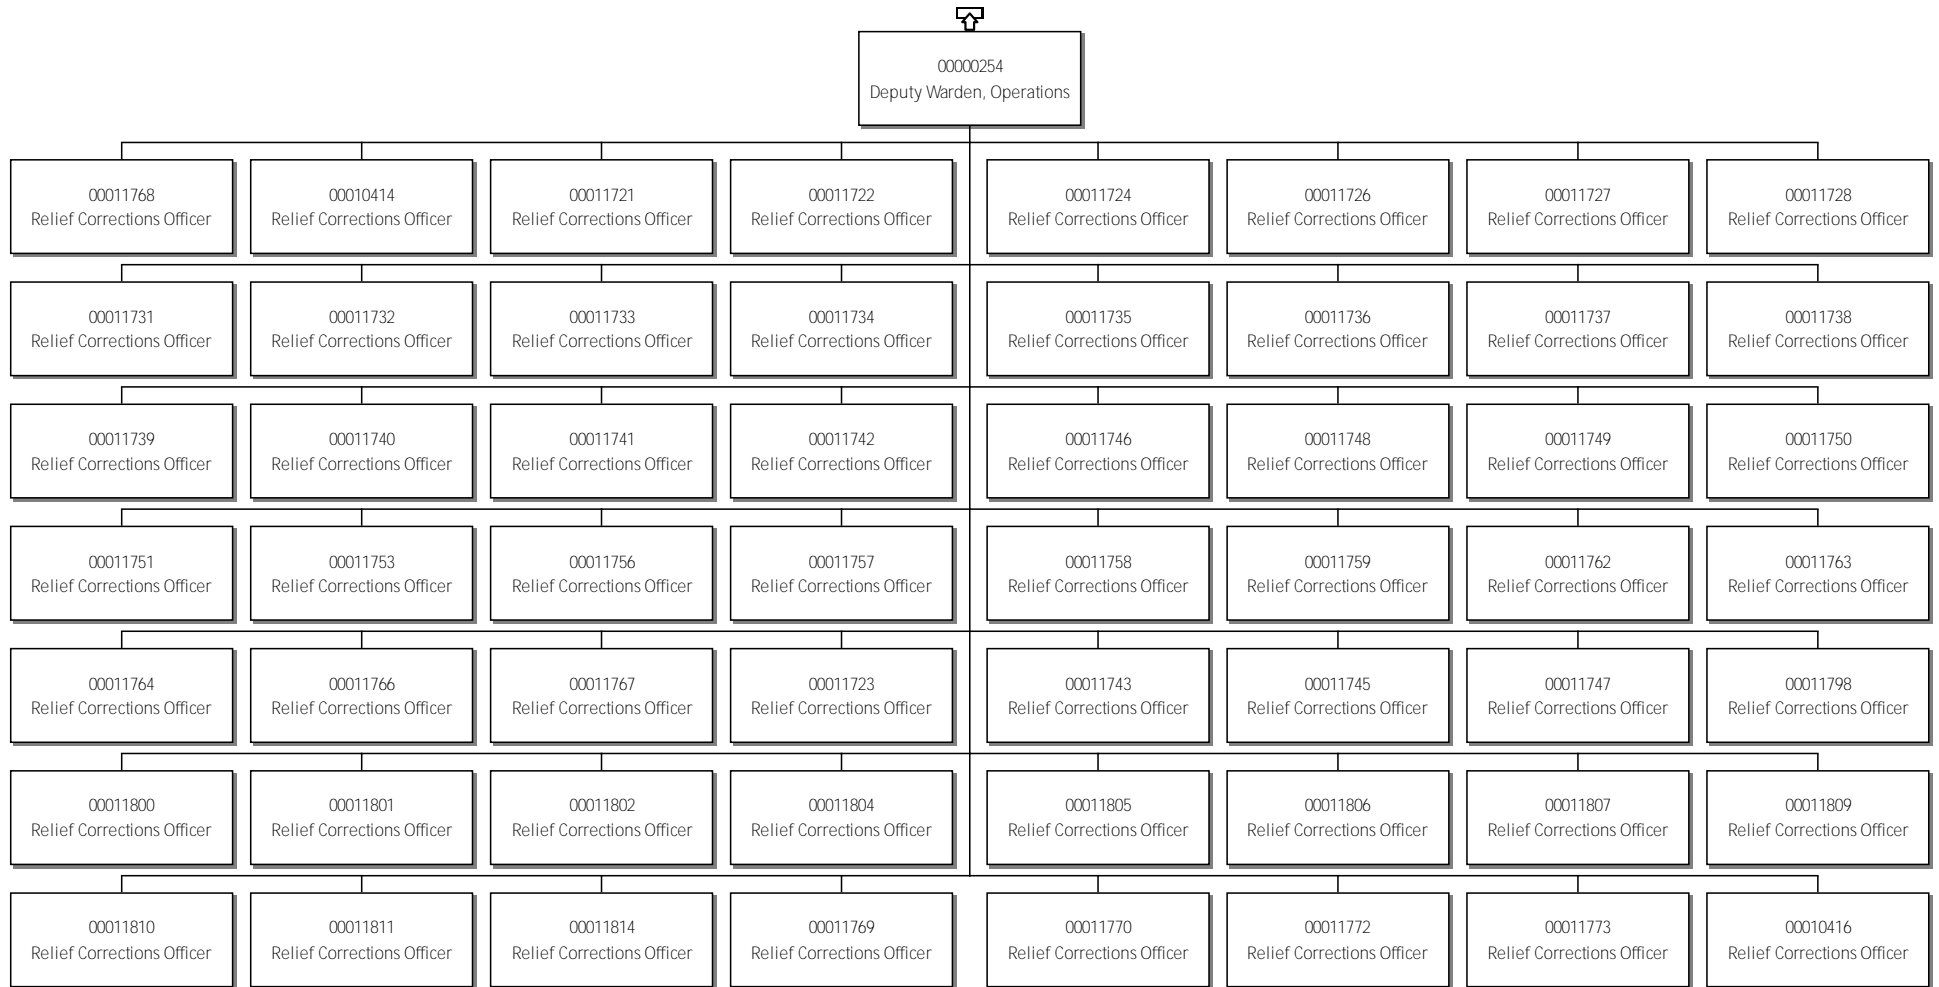 00000254
Deputy Warden, Operations
00011768
Relief Corrections Officer
00010414
Relief Corrections Officer
00011721
Relief Corrections Officer
00011722
Relief Corrections Officer
00011724
Relief Corrections Officer
00011726
Relief Corrections Officer
00011727
Relief Corrections Officer
00011728
Relief Corrections Officer
00011731
Relief Corrections Officer
00011732
Relief Corrections Officer
00011733
Relief Corrections Officer
00011734
Relief Corrections Officer
00011735
Relief Corrections Officer
00011736
Relief Corrections Officer
00011737
Relief Corrections Officer
00011738
Relief Corrections Officer
00011739
Relief Corrections Officer
00011740
Relief Corrections Officer
00011741
Relief Corrections Officer
00011742
Relief Corrections Officer
00011746
Relief Corrections Officer
00011748
Relief Corrections Officer
00011749
Relief Corrections Officer
00011750
Relief Corrections Officer
00011751
Relief Corrections Officer
00011753
Relief Corrections Officer
00011756
Relief Corrections Officer
00011757
Relief Corrections Officer
00011758
Relief Corrections Officer
00011759
Relief Corrections Officer
00011762
Relief Corrections Officer
00011763
Relief Corrections Officer
00011764
Relief Corrections Officer
00011766
Relief Corrections Officer
00011767
Relief Corrections Officer
00011723
Relief Corrections Officer
00011743
Relief Corrections Officer
00011745
Relief Corrections Officer
00011747
Relief Corrections Officer
00011798
Relief Corrections Officer
00011800
Relief Corrections Officer
00011801
Relief Corrections Officer
00011802
Relief Corrections Officer
00011804
Relief Corrections Officer
00011805
Relief Corrections Officer
00011806
Relief Corrections Officer
00011807
Relief Corrections Officer
00011809
Relief Corrections Officer
00011810
Relief Corrections Officer
00011811
Relief Corrections Officer
00011814
Relief Corrections Officer
00011769
Relief Corrections Officer
00011770
Relief Corrections Officer
00011772
Relief Corrections Officer
00011773
Relief Corrections Officer
00010416
Relief Corrections Officer